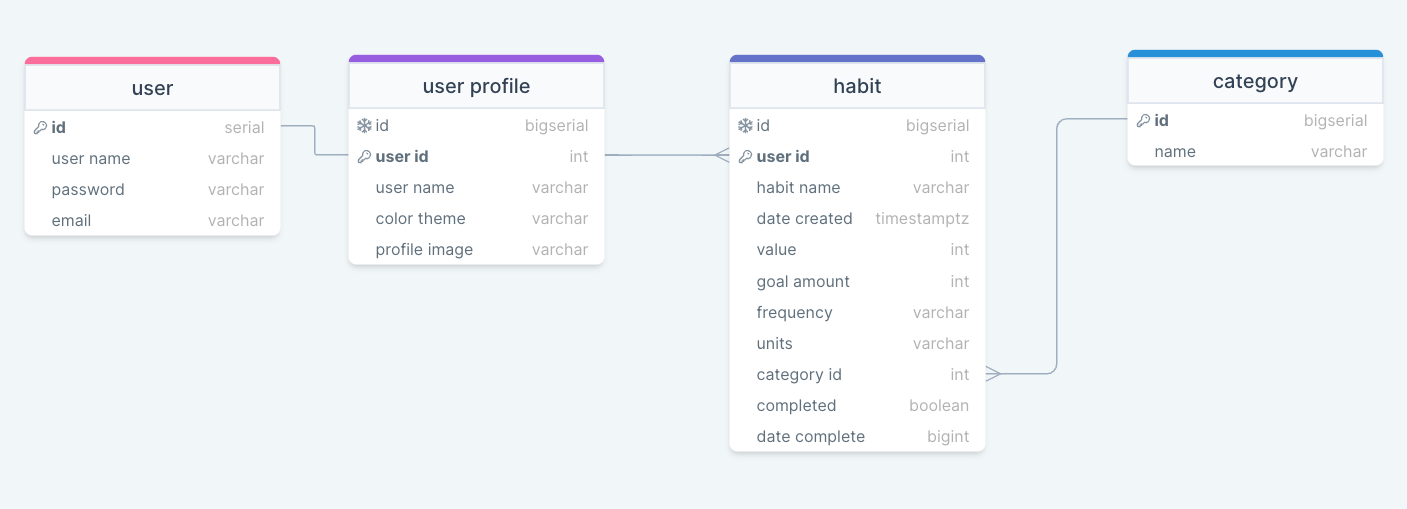 user
id serial
user name varchar
password varchar
email varchar
user profile
id bigserial
user id int
user name varchar
color theme varchar
profile image varchar
habit
id bigserial
user id int
habit name varchar
date created timestamptz
value int
goal amount int
frequency varchar
units varchar
category id int
completed boolean
date complete bigint
category
id bigserial
name varchar